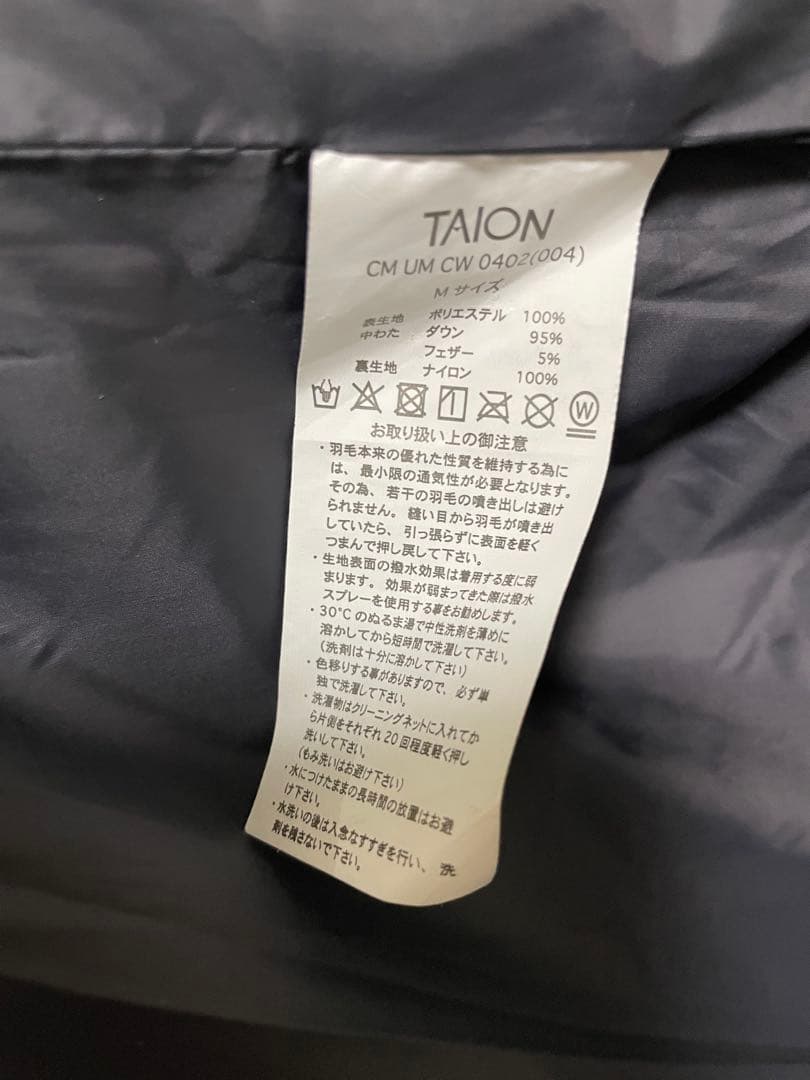 TAION
CM UM CW 0402(004)
M サイズ
表生地 ポリエステル 100%
中わた ダウン 95%
フェザー 5%
裏生地 ナイロン 100%
W
お取り扱い上の御注意
・羽毛本来の優れた性質を維持する為に
は、最小限の通気性が必要となります。
その為、若干の羽毛の噴き出しは避け
られません。縫い目から羽毛が噴き出
していたら、引っ張らずに表面を軽く
つまんで押し戻して下さい。
・生地表面の撥水効果は着用する度に弱
まります。効果が弱まってきた際は撥水
スプレーを使用する事をお勧めします。
・30℃のぬるま湯で中性洗剤を薄めに
溶かしてから短時間で洗濯して下さい。
(洗剤は十分に溶かして下さい)
・色移りする事がありますので、必ず単
独で洗濯して下さい。
・洗濯物はクリーニングネットに入れてか
ら片側をそれぞれ20回程度軽く押し
洗いして下さい。
(もみ洗いはお避け下さい)
・水につけたままの長時間の放置はお避
け下さい。
・水洗いの後は入念なすすぎを行い、洗
剤を残さないで下さい。